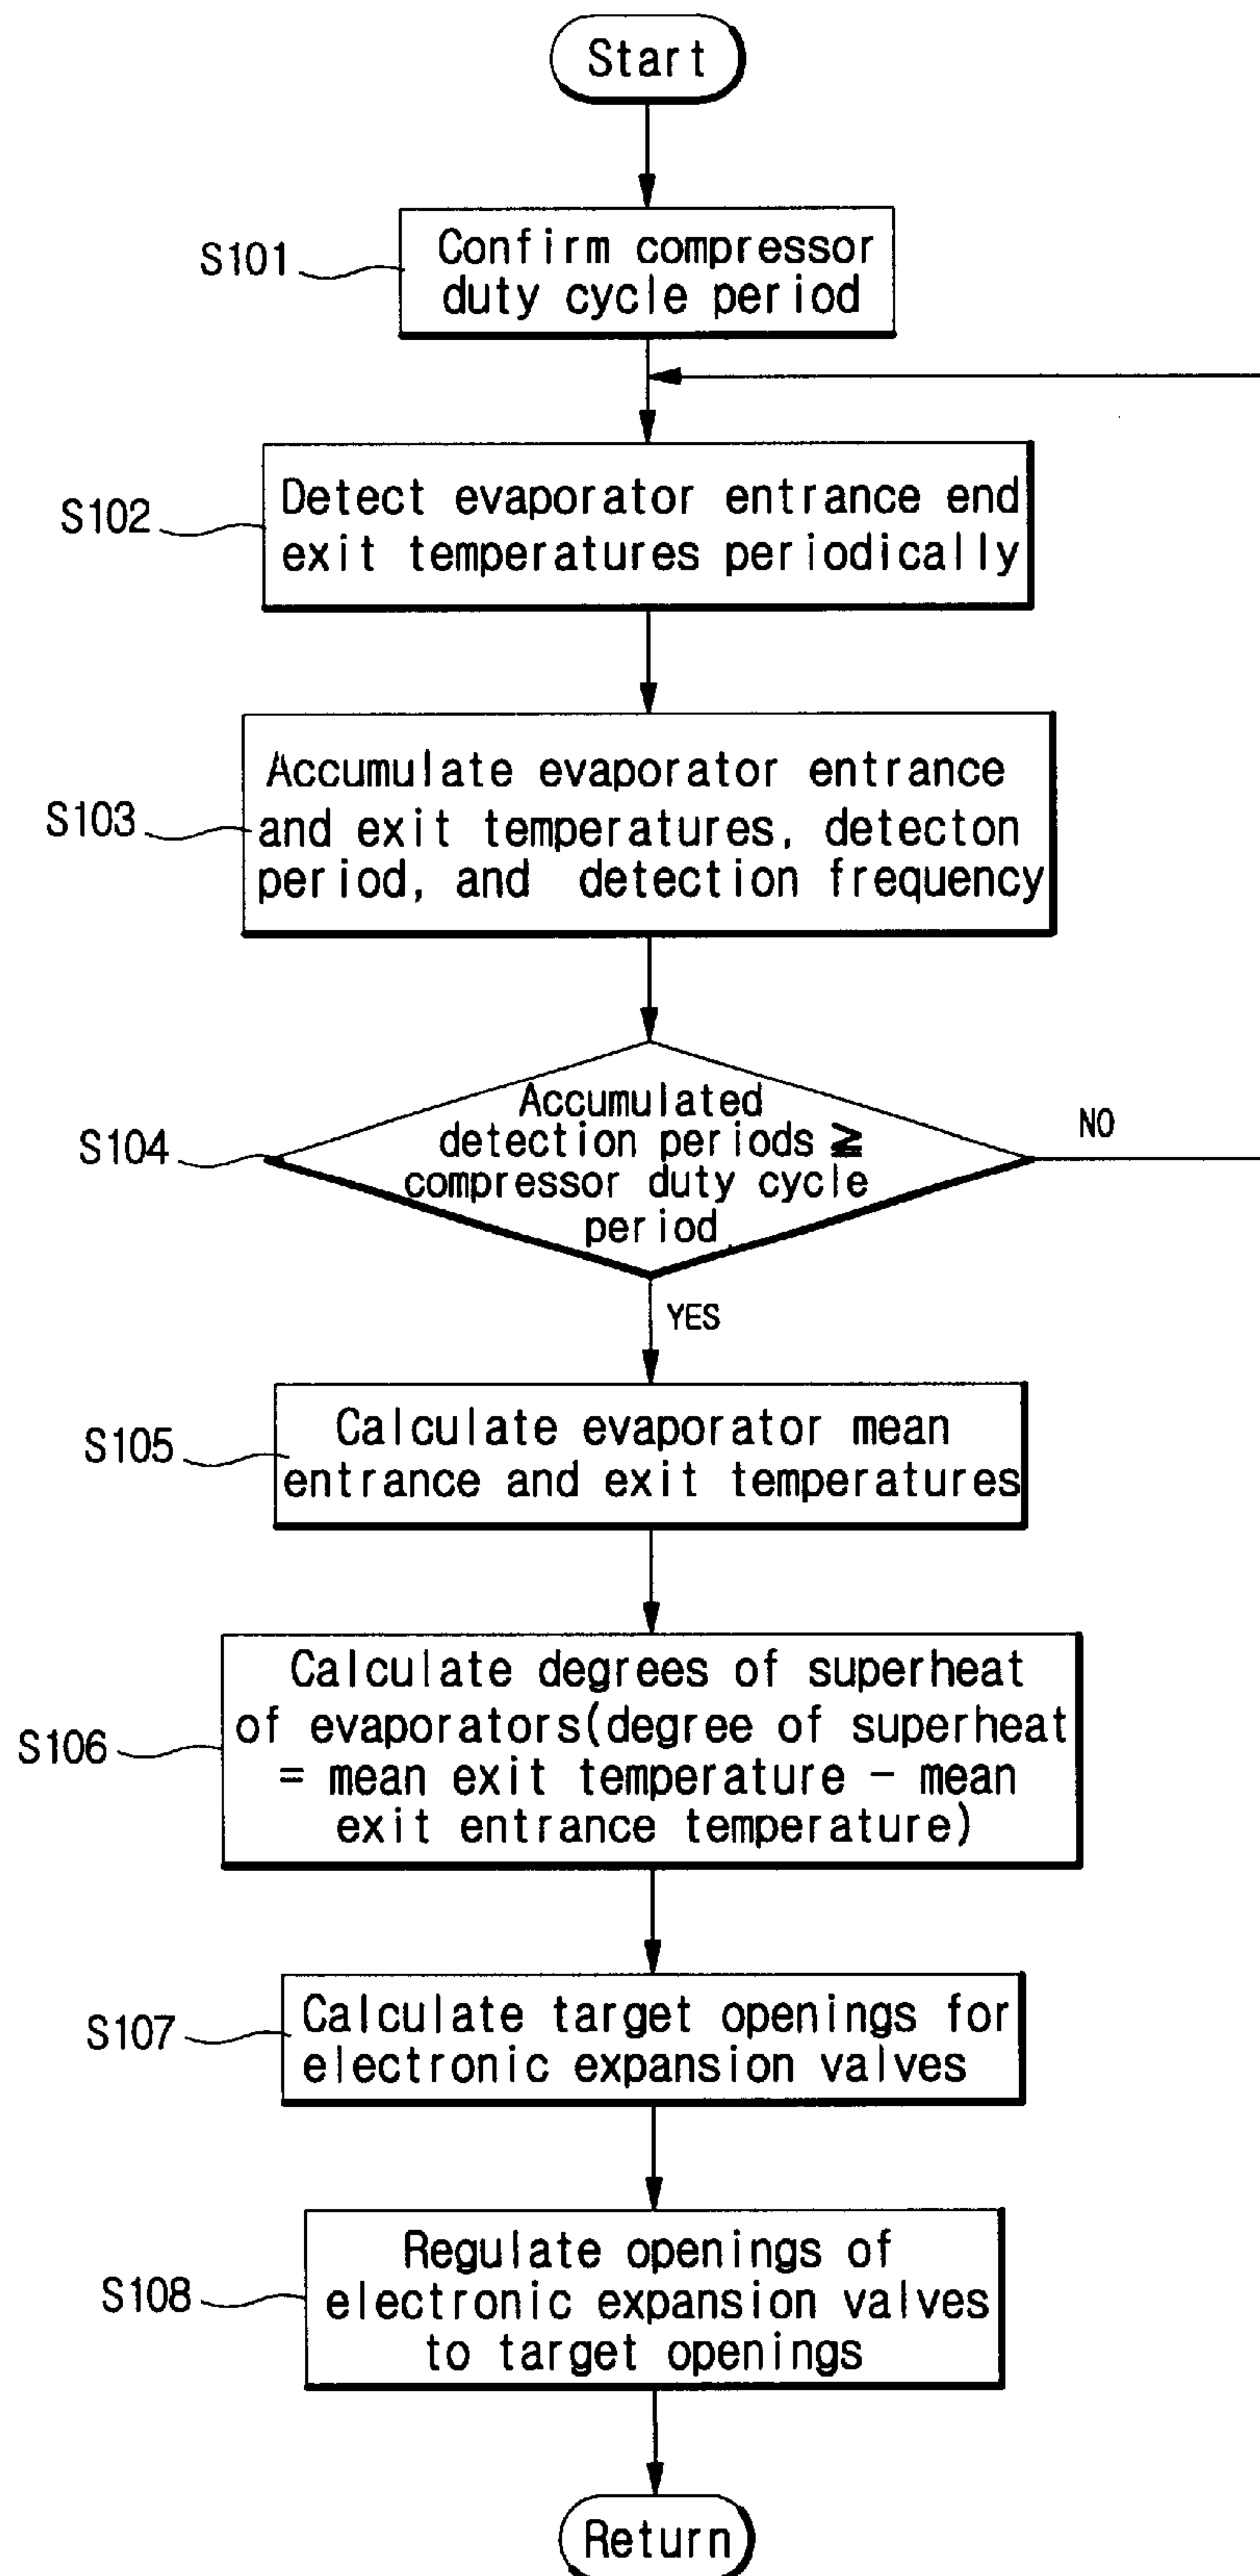 Start
S101
Confirm compressor
duty cycle period
S102
Detect evaporator entrance end
exit temperatures periodically
S103
Accumulate evaporator entrance
and exit temperatures, detecton
period, and detection frequency
S104
Accumulated
detection periods ≧
compressor duty cycle
period
NO
YES
S105
Calculate evaporator mean
entrance and exit temperatures
S106
Calculate degrees of superheat
of evaporators(degree of superheat
= mean exit temperature - mean
exit entrance temperature)
S107
Calculate target openings for
electronic expansion valves
S108
Regulate openings of
electronic expansion valves
to target openings
Return